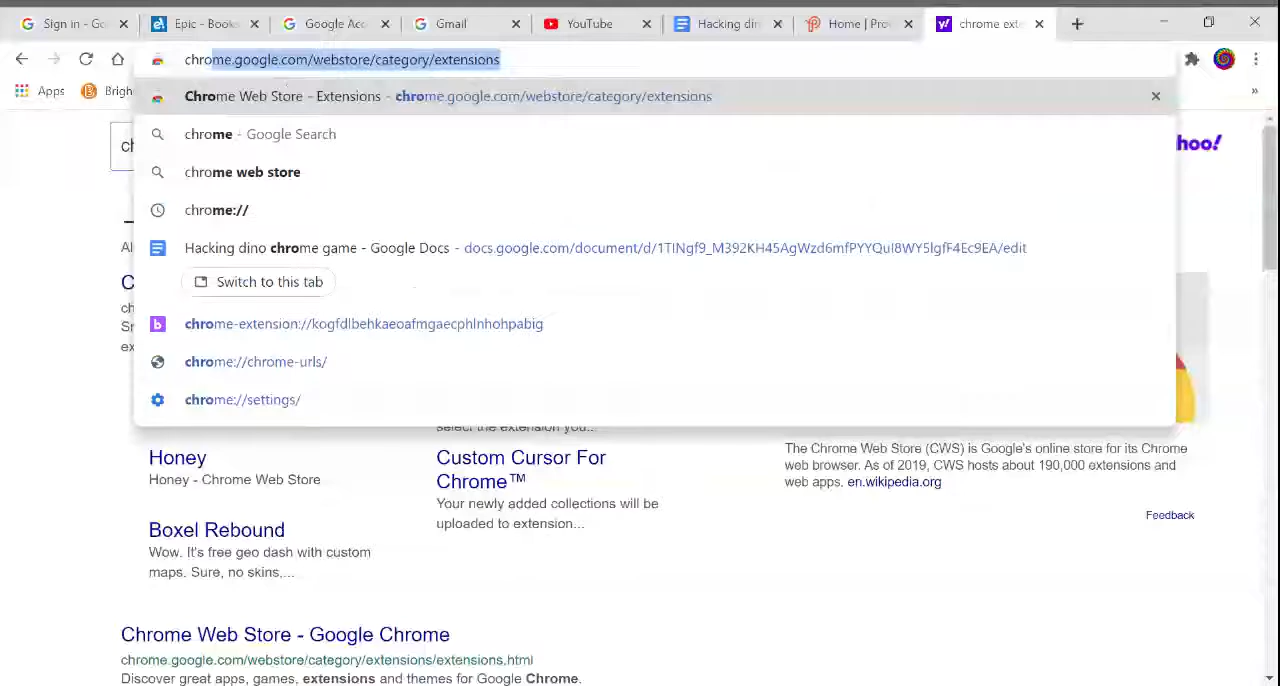 Sign in - G
Epic - Books
Google Acc
Gmail
YouTube
Hacking din
Home | Pro
chrome exte
chrome.google.com/webstore/category/extensions
Apps
Brigh
»
Chrome Web Store - Extensions - chrome.google.com/webstore/category/extensions
chrome - Google Search
chrome web store
chrome://
Hacking dino chrome game - Google Docs - docs.google.com/document/d/1TINgf9_M392KH45AgWzd6mfPYYQuI8WY5lgfF4Ec9EA/edit
Switch to this tab
chrome-extension://kogfdlbehkaeoafmgaecphlnhohpabig
chrome://chrome-urls/
chrome://settings/
ch
hoo!
Al
C
ch
Sn
ex
select the extension you...
Honey
Honey - Chrome Web Store
Boxel Rebound
Wow. It's free geo dash with custom
maps. Sure, no skins,...
Custom Cursor For
Chrome™
Your newly added collections will be
uploaded to extension...
The Chrome Web Store (CWS) is Google's online store for its Chrome
web browser. As of 2019, CWS hosts about 190,000 extensions and
web apps. en.wikipedia.org
Feedback
Chrome Web Store - Google Chrome
chrome.google.com/webstore/category/extensions/extensions.html
Discover great apps, games, extensions and themes for Google Chrome.